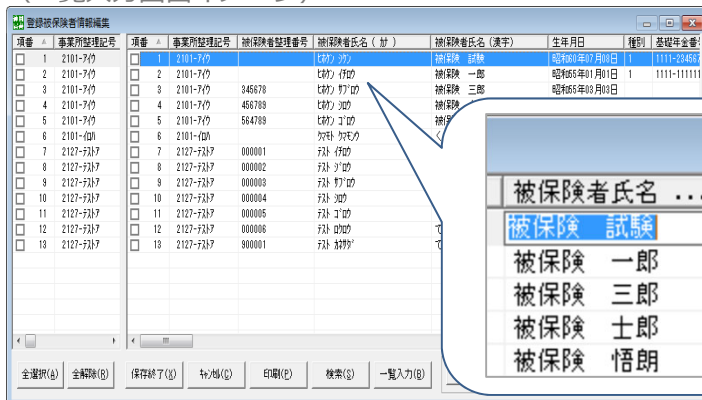 登録被保険者情報編集
項番 事業所整理記号 項番 事業所整理記号 被保険者整理番号 被保険者氏名(ｶﾅ) 被保険者氏名(漢字) 生年月日 種別
1 2101-ｱｲｳ 1 2101-ｱｲｳ ﾋﾎｹﾝ ｼｹﾝ 被保険 試験 昭和60年07月08日 1 1111-234567
2 2101-ｱｲｳ 2 2101-ｱｲｳ ﾋﾎｹﾝ ｲﾁﾛｳ 被保険 一郎 昭和55年01月01日 1 1111-111111
3 2101-ｱｲｳ 3 2101-ｱｲｳ 345678 ﾋﾎｹﾝ ｻﾌﾞﾛｳ 被保険 昭和55年03月03日
4 2101-ｱｲｳ 4 2101-ｱｲｳ 456789 ﾋﾎｹﾝ ｼﾛｳ
5 2101-ｱｲｳ 5 2101-ｱｲｳ 564789 ﾋﾎｹﾝ ｺﾞﾛｳ
6 2101-ｲﾛﾊ 6 2101-ｲﾛﾊ ｸﾏﾓﾄ ｸﾏﾓﾝ
7 2127-ﾃｽﾄｱ 7 2127-ﾃｽﾄｱ 000001 ﾃｽﾄ ｲﾁﾛｳ
8 2127-ﾃｽﾄｱ 8 2127-ﾃｽﾄｱ 000002 ﾃｽﾄ ｼﾞﾛｳ
9 2127-ﾃｽﾄｱ 9 2127-ﾃｽﾄｱ 000003 ﾃｽﾄ ｻﾌﾞﾛｳ
10 2127-ﾃｽﾄｱ 10 2127-ﾃｽﾄｱ 000004 ﾃｽﾄ ｼﾛｳ
11 2127-ﾃｽﾄｱ 11 2127-ﾃｽﾄｱ 000005 ﾃｽﾄ ｺﾞﾛｳ
12 2127-ﾃｽﾄｱ 12 2127-ﾃｽﾄｱ 000006 ﾃｽﾄ ﾛｸﾛｳ
13 2127-ﾃｽﾄｱ 13 2127-ﾃｽﾄｱ 900001 ﾃｽﾄ
被保険者氏名 ...
被保険 試験
被保険 一郎
被保険 三郎
被保険 士郎
被保険 悟朗
全選択(A) 全解除(R) 保存終了(X) ｷｬﾝｾﾙ(C) 印刷(P) 検索(S) 一覧入力(B)